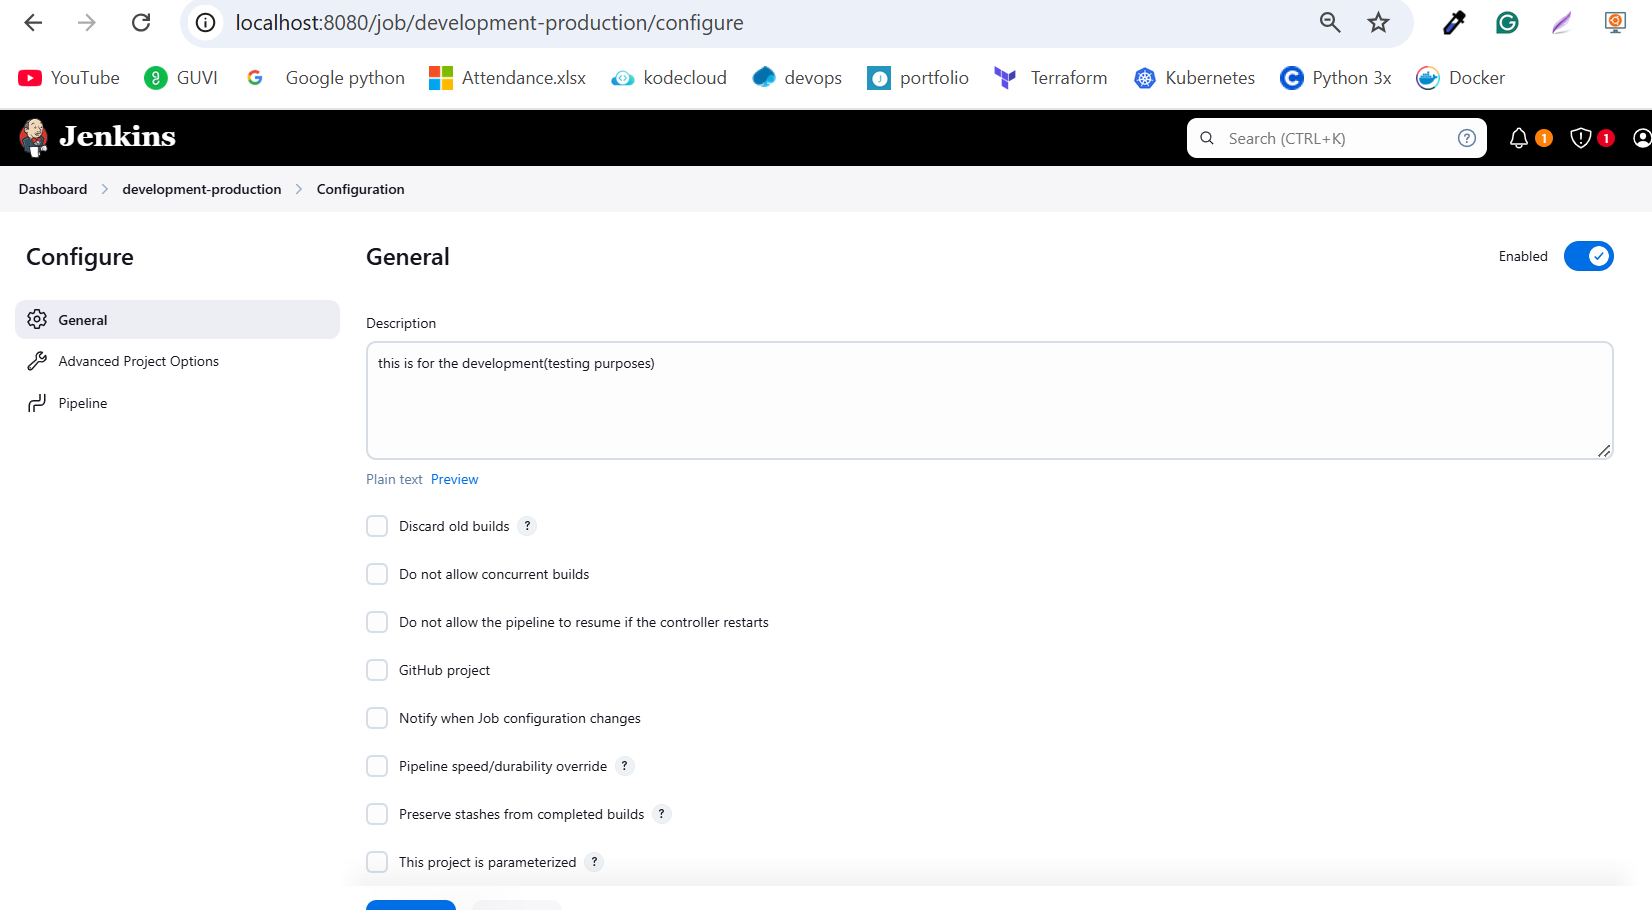 localhost:8080/job/development-production/configure
YouTube GUVI Google python Attendance.xlsx kodecloud devops portfolio Terraform Kubernetes Python 3x Docker
Jenkins Search (CTRL+K) ? 1 1
Dashboard development-production Configuration
Configure
General
Advanced Project Options
Pipeline
General Enabled
Description
this is for the development(testing purposes)
Plain text Preview
Discard old builds ?
Do not allow concurrent builds
Do not allow the pipeline to resume if the controller restarts
GitHub project
Notify when Job configuration changes
Pipeline speed/durability override ?
Preserve stashes from completed builds ?
This project is parameterized ?